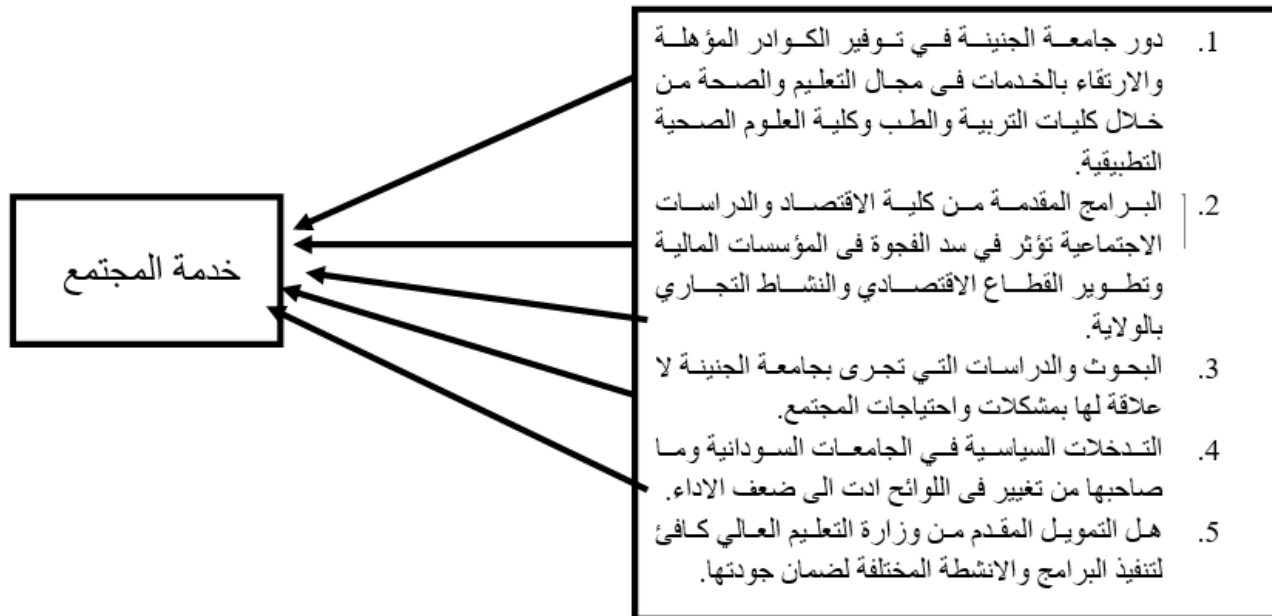 1. دور جامعة الجنينة في توفير الكوادر المؤهلة
والارتقاء بالخدمات فى مجال التعليم والصحة من
خلال كليات التربية والطب وكلية العلوم الصحية
التطبيقية.
2. البرامج المقدمة من كلية الاقتصاد والدراسات
الاجتماعية تؤثر في سد الفجوة فى المؤسسات المالية
وتطوير القطاع الاقتصادي والنشاط التجاري
بالولاية.
3. البحوث والدراسات التي تجرى بجامعة الجنينة لا
علاقة لها بمشكلات واحتياجات المجتمع.
4. التدخلات السياسية في الجامعات السودانية وما
صاحبها من تغيير فى اللوائح ادت الى ضعف الاداء.
5. هل التمويل المقدم من وزارة التعليم العالي كافئ
لتنفيذ البرامج والانشطة المختلفة لضمان جودتها.
خدمة المجتمع